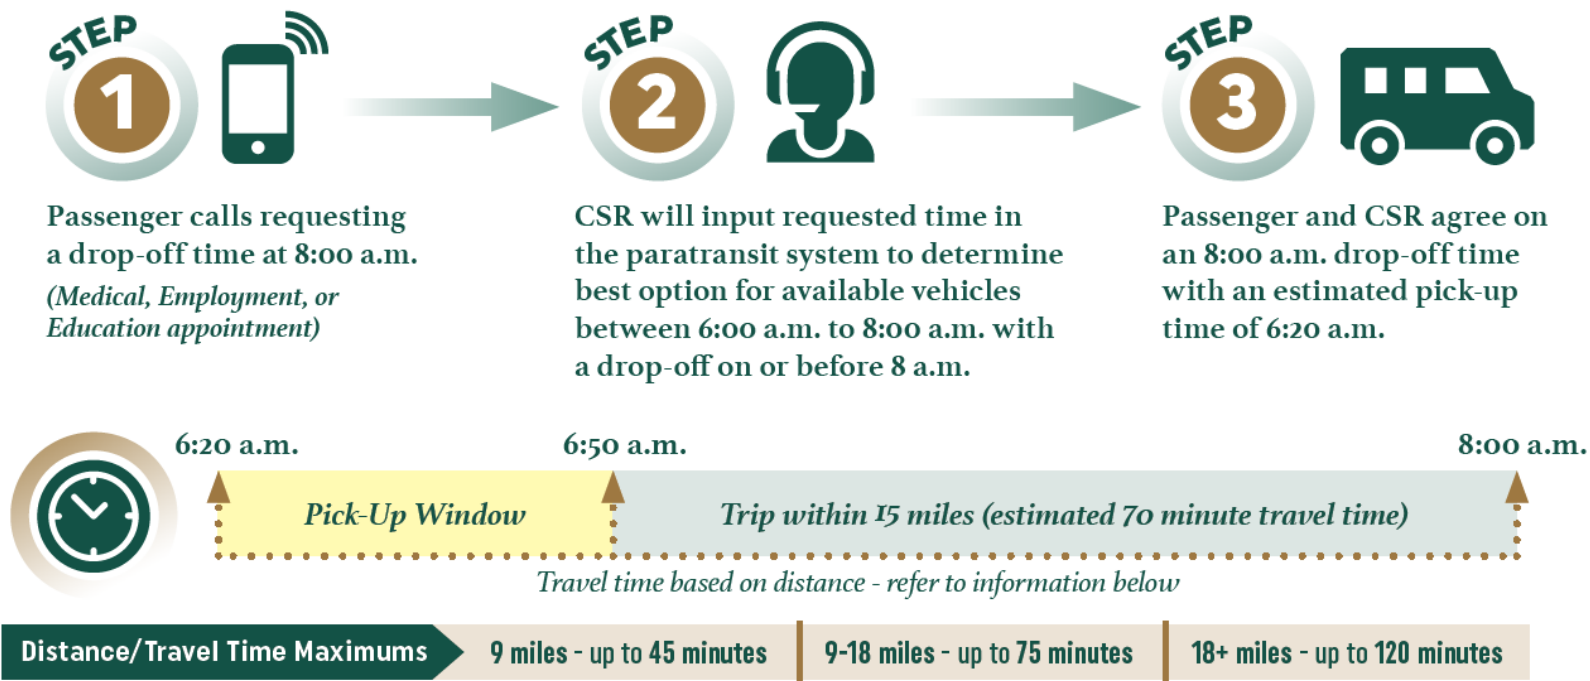 STEP
1
Passenger calls requesting
a drop-off time at 8:00 a.m.
(Medical, Employment, or
Education appointment)
STEP
2
CSR will input requested time in
the paratransit system to determine
best option for available vehicles
between 6:00 a.m. to 8:00 a.m. with
a drop-off on or before 8 a.m.
STEP
3
Passenger and CSR agree on
an 8:00 a.m. drop-off time
with an estimated pick-up
time of 6:20 a.m.
6:20 a.m.
6:50 a.m.
8:00 a.m.
Pick-Up Window
Trip within 15 miles (estimated 70 minute travel time)
Travel time based on distance - refer to information below
Distance/Travel Time Maximums
9 miles - up to 45 minutes
9-18 miles - up to 75 minutes
18+ miles - up to 120 minutes